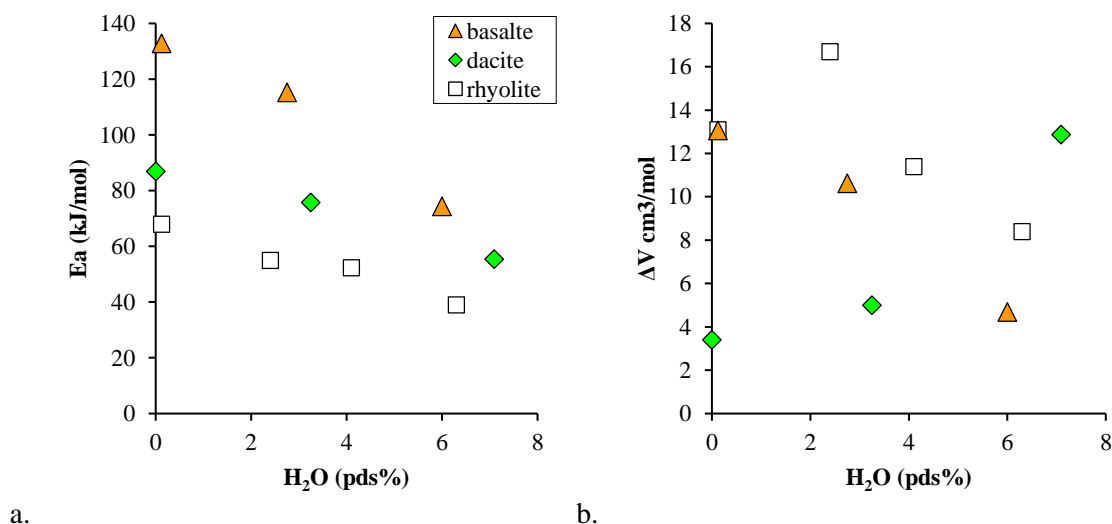 140
120
100
80
60
40
20
0
Ea (kJ/mol)
0 2 4 6 8
H₂O (pds%)
basalte
dacite
rhyolite
a.
18
16
14
12
10
8
6
4
2
0
ΔV cm3/mol
0 2 4 6 8
H₂O (pds%)
b.